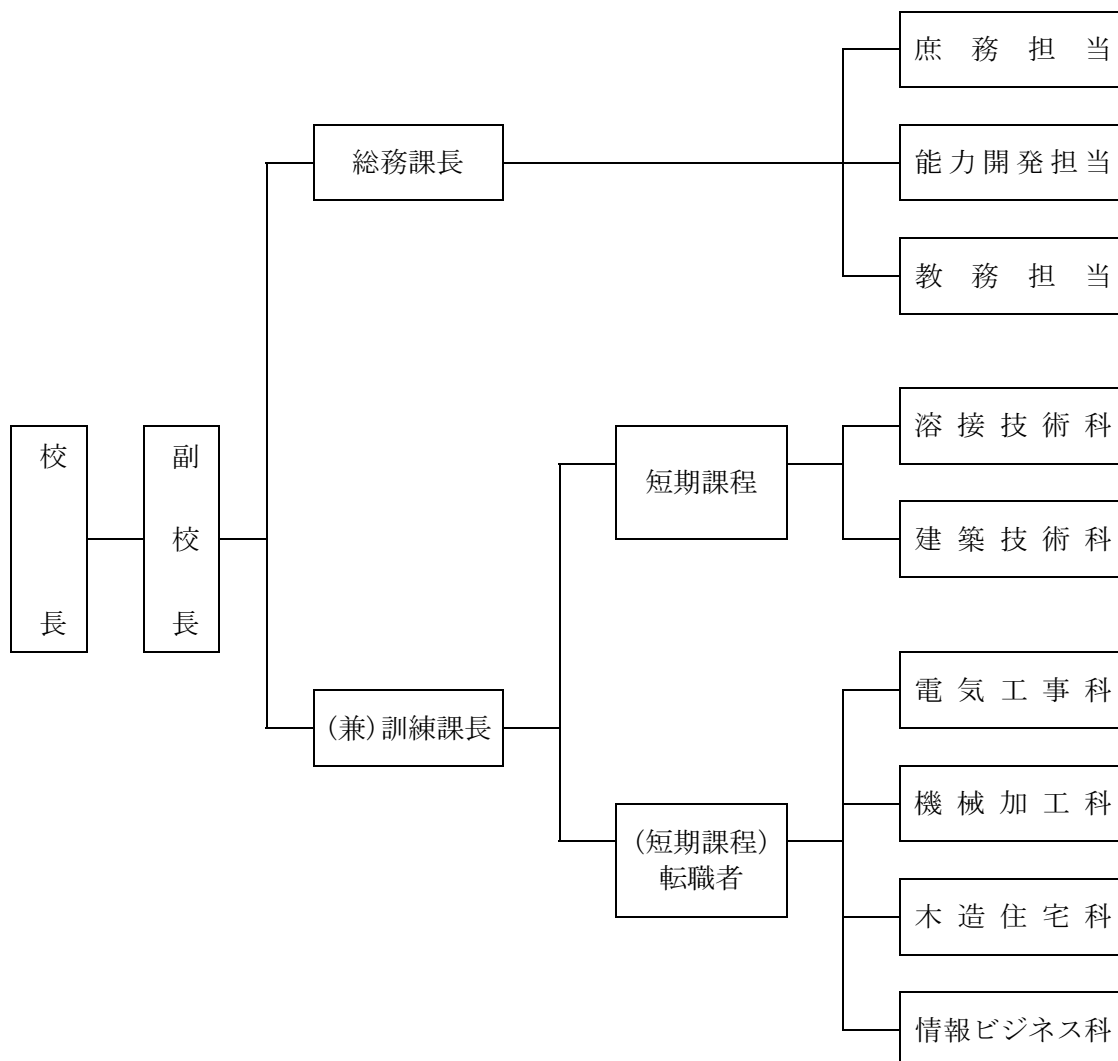 校長
副校長
総務課長
庶務担当
能力開発担当
教務担当
(兼)訓練課長
短期課程
溶接技術科
建築技術科
(短期課程)
転職者
電気工事科
機械加工科
木造住宅科
情報ビジネス科